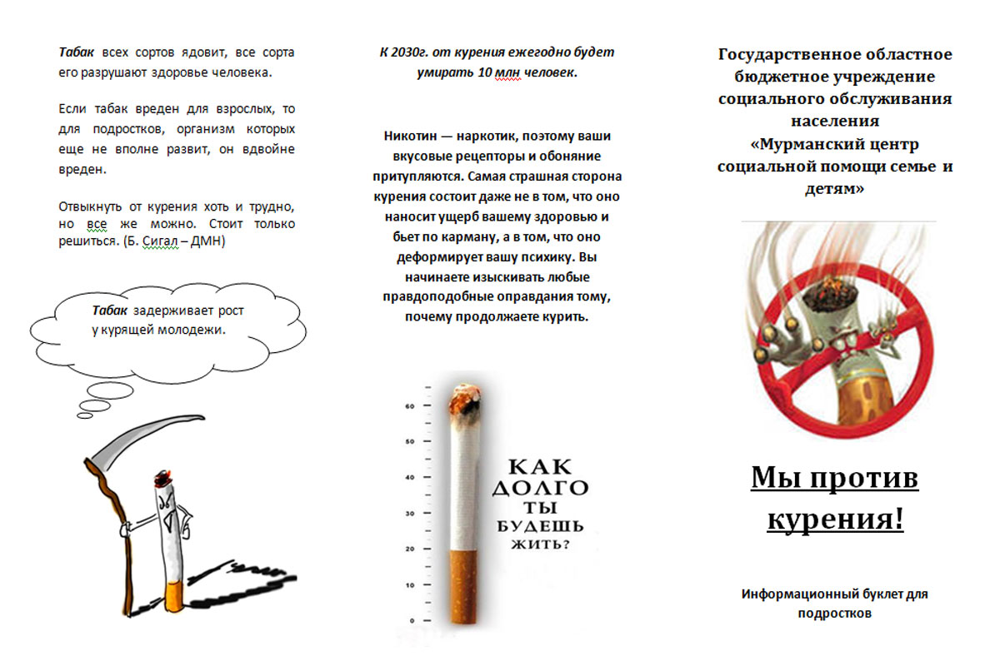 Табак всех сортов ядовит, все сорта
его разрушают здоровье человека.
Если табак вреден для взрослых, то
для подростков, организм которых
еще не вполне развит, он вдвойне
вреден.
Отвыкнуть от курения хоть и трудно,
но все же можно. Стоит только
решиться. (Б. Сигал – ДМН)
Табак задерживает рост
у курящей молодежи.
К 2030г. от курения ежегодно будет
умирать 10 млн человек.
Никотин — наркотик, поэтому ваши
вкусовые рецепторы и обоняние
притупляются. Самая страшная сторона
курения состоит даже не в том, что оно
наносит ущерб вашему здоровью и
бьет по карману, а в том, что оно
деформирует вашу психику. Вы
начинаете изыскивать любые
правдоподобные оправдания тому,
почему продолжаете курить.
60
50
40
30
20
10
0
КАК
ДОЛГО
ТЫ
БУДЕШЬ
ЖИТЬ?
Государственное областное
бюджетное учреждение
социального обслуживания
населения
«Мурманский центр
социальной помощи семье и
детям»
Мы против
курения!
Информационный буклет для
подростков